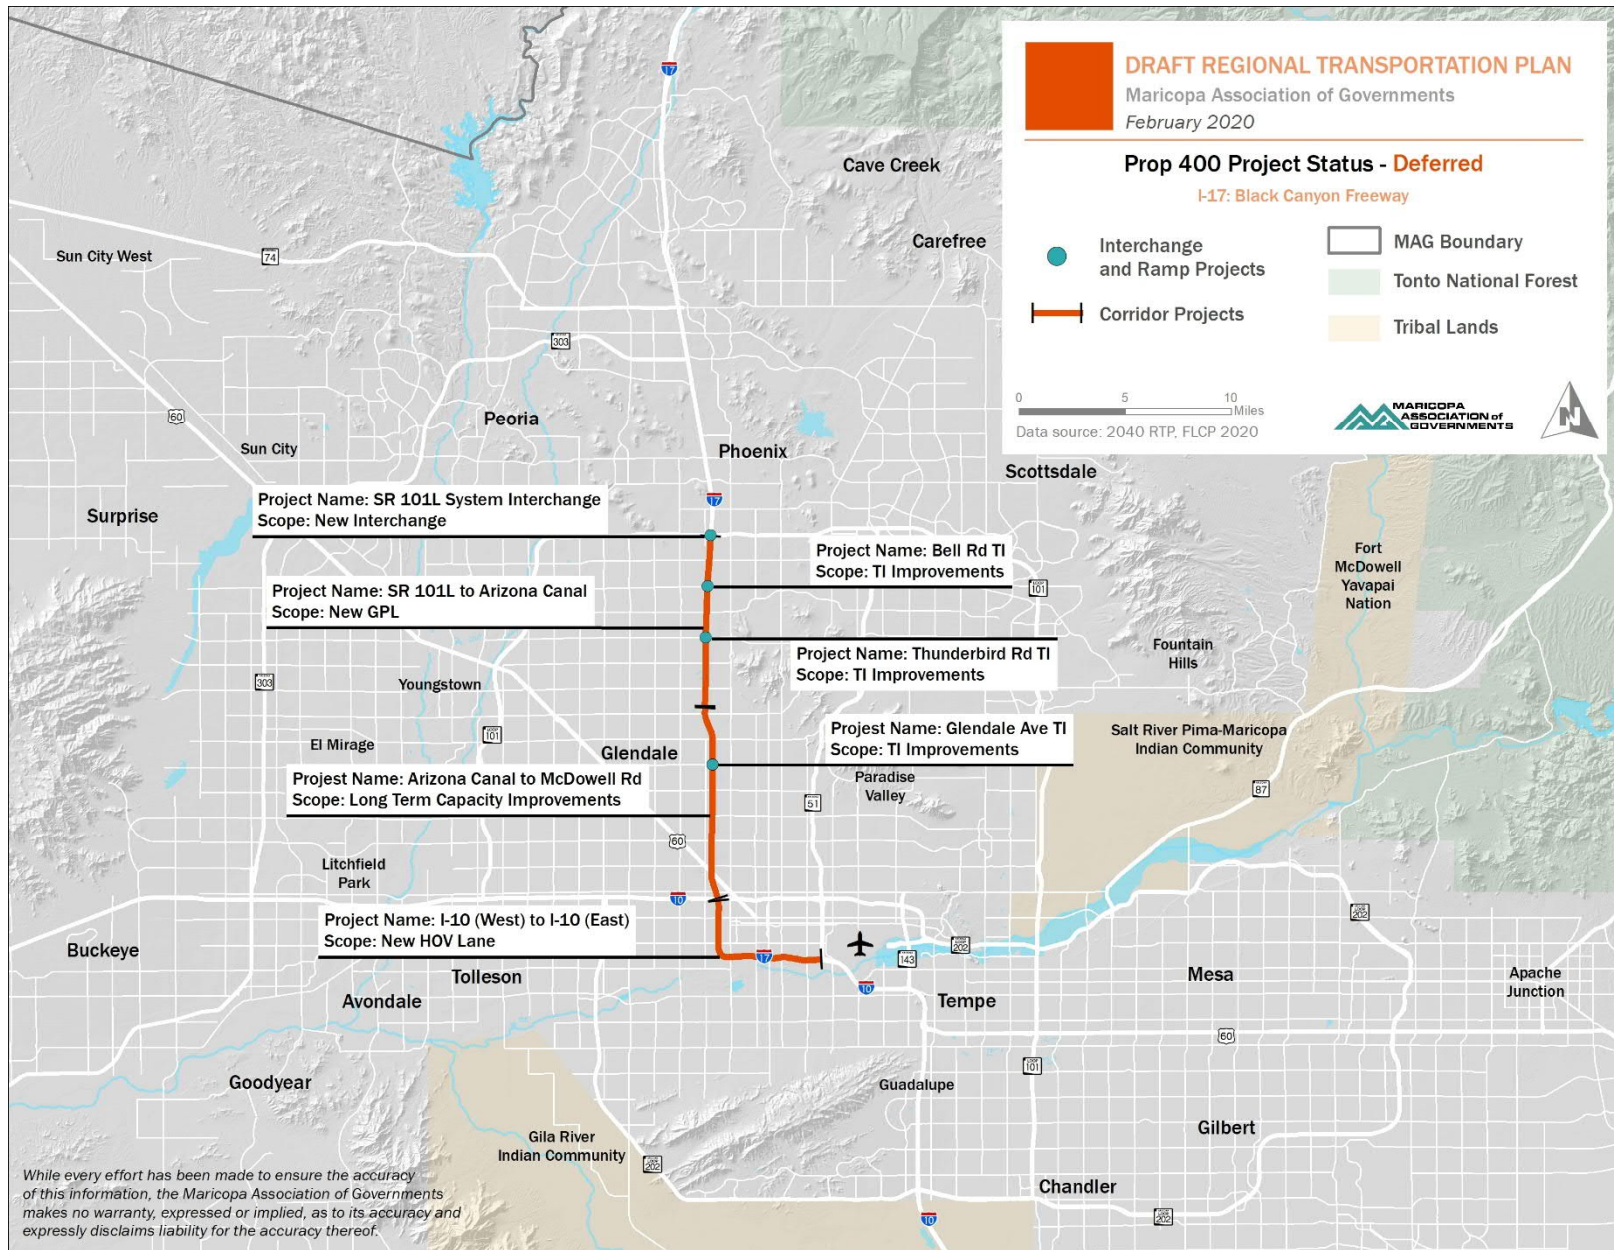 DRAFT REGIONAL TRANSPORTATION PLAN
Maricopa Association of Governments
February 2020
Prop 400 Project Status - Deferred
I-17: Black Canyon Freeway
Interchange
and Ramp Projects
Corridor Projects
MAG Boundary
Tonto National Forest
Tribal Lands
0 5 10
Miles
Data source: 2040 RTP, FLCP 2020
MARICOPA
ASSOCIATION of
GOVERNMENTS
N
17
Cave Creek
Carefree
Sun City West
74
303
60
Peoria
Sun City
Phoenix
Scottsdale
Surprise
17
Project Name: SR 101L System Interchange
Scope: New Interchange
Project Name: Bell Rd TI
Scope: TI Improvements
101
Fort
McDowell
Yavapai
Nation
Project Name: SR 101L to Arizona Canal
Scope: New GPL
Project Name: Thunderbird Rd TI
Scope: TI Improvements
Fountain
Hills
303
Youngstown
101
El Mirage
Glendale
Projest Name: Glendale Ave TI
Scope: TI Improvements
Salt River Pima-Maricopa
Indian Community
87
Projest Name: Arizona Canal to McDowell Rd
Scope: Long Term Capacity Improvements
Paradise
Valley
51
60
Litchfield
Park
10
202
Project Name: I-10 (West) to I-10 (East)
Scope: New HOV Lane
Buckeye
Tolleson
17
143
202
Mesa
Apache
Junction
Avondale
10
Tempe
60
101
Goodyear
Guadalupe
Gilbert
Gila River
Indian Community
202
Chandler
202
10
While every effort has been made to ensure the accuracy
of this information, the Maricopa Association of Governments
makes no warranty, expressed or implied, as to its accuracy and
expressly disclaims liability for the accuracy thereof.